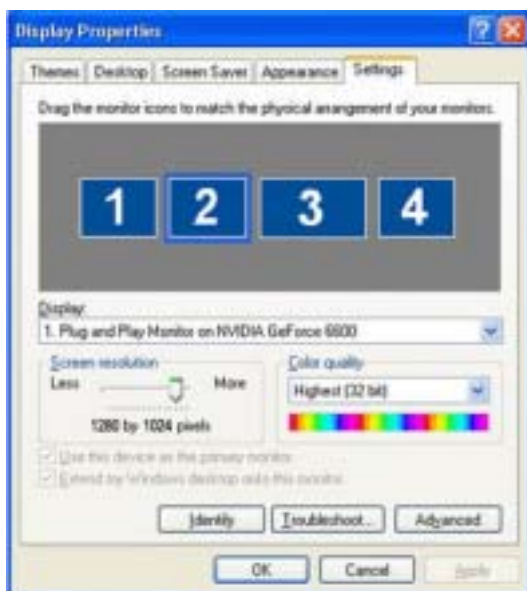 Display Properties
Themes Desktop Screen Saver Appearance Settings
Drag the monitor icons to match the physical arrangement of your monitors.
1 2 3 4
Display:
1. Plug and Play Monitor on NVIDIA GeForce 6600
Screen resolution
Less More
1280 by 1024 pixels
Color quality
Highest (32 bit)
Use this device as the primary monitor.
Extend my Windows desktop onto this monitor.
Identify Troubleshoot... Advanced
OK Cancel Apply